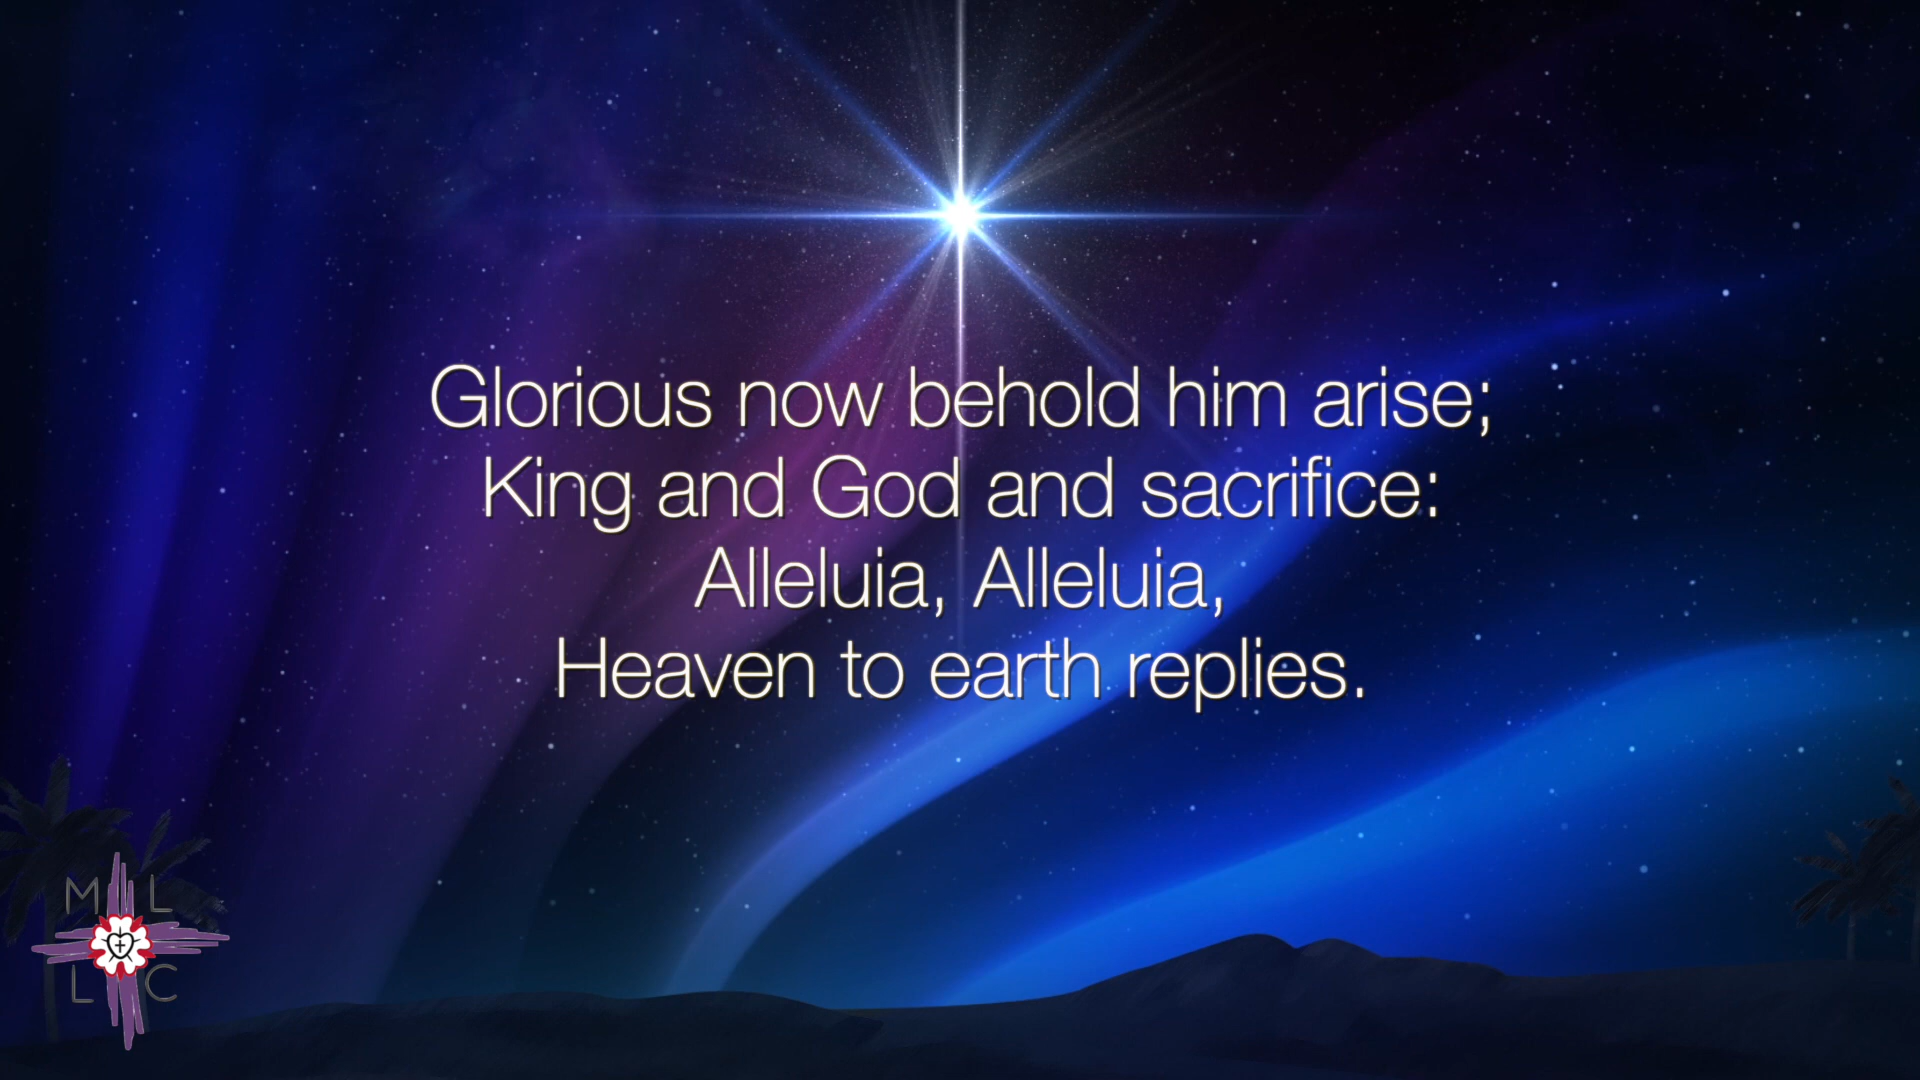 Glorious now behold him arise;
King and God and sacrifice:
Alleluia, Alleluia,
Heaven to earth replies.
M L
L C